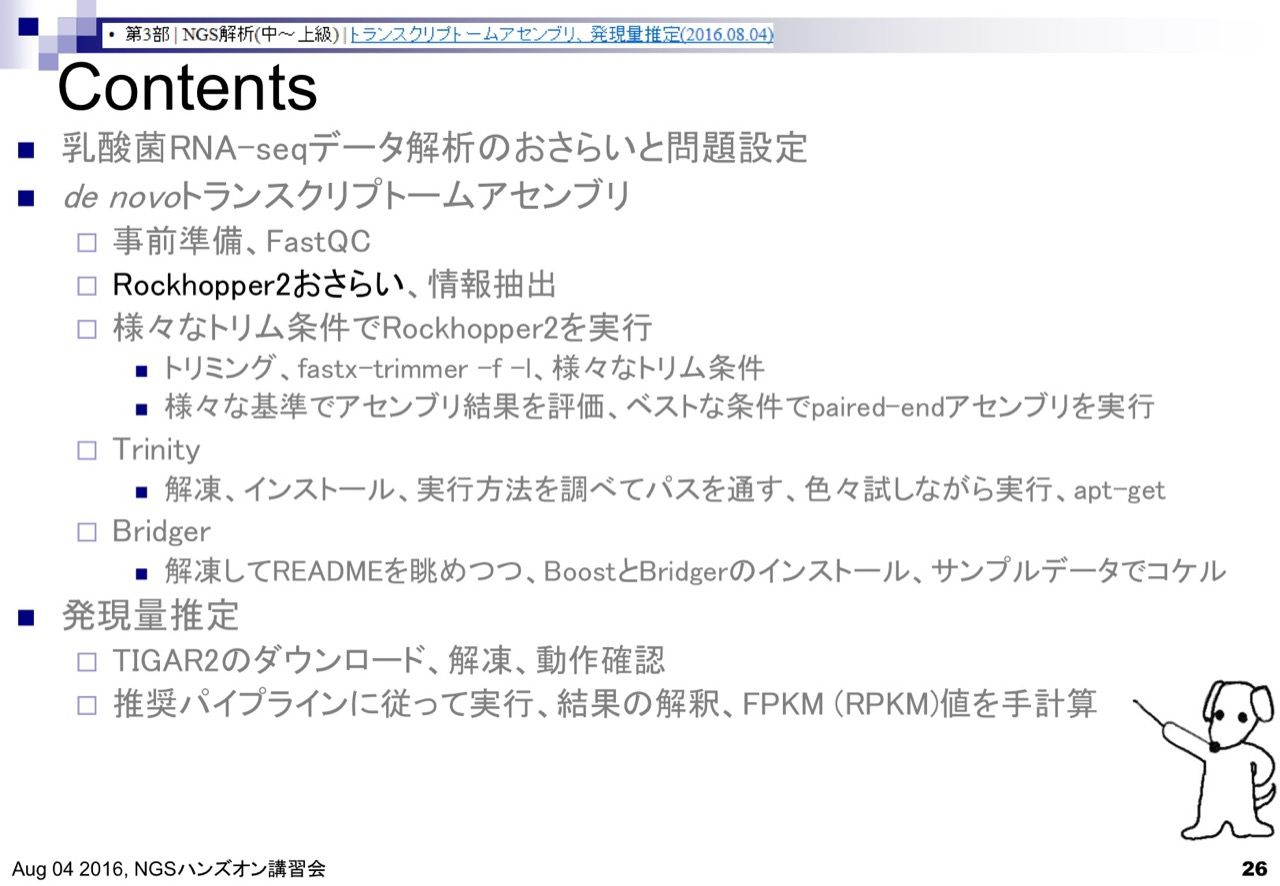 • 第3部 | NGS解析(中～上級) | トランスクリプトームアセンブリ、発現量推定(2016.08.04)
Contents
■ 乳酸菌RNA-seqデータ解析のおさらいと問題設定
■ de novoトランスクリプトームアセンブリ
□ 事前準備、FastQC
□ Rockhopper2おさらい、情報抽出
□ 様々なトリム条件でRockhopper2を実行
■ トリミング、fastx-trimmer -f -l、様々なトリム条件
■ 様々な基準でアセンブリ結果を評価、ベストな条件でpaired-endアセンブリを実行
□ Trinity
■ 解凍、インストール、実行方法を調べてパスを通す、色々試しながら実行、apt-get
□ Bridger
■ 解凍してREADMEを眺めつつ、BoostとBridgerのインストール、サンプルデータでコケル
■ 発現量推定
□ TIGAR2のダウンロード、解凍、動作確認
□ 推奨パイプラインに従って実行、結果の解釈、FPKM (RPKM)値を手計算
Aug 04 2016, NGSハンズオン講習会
26